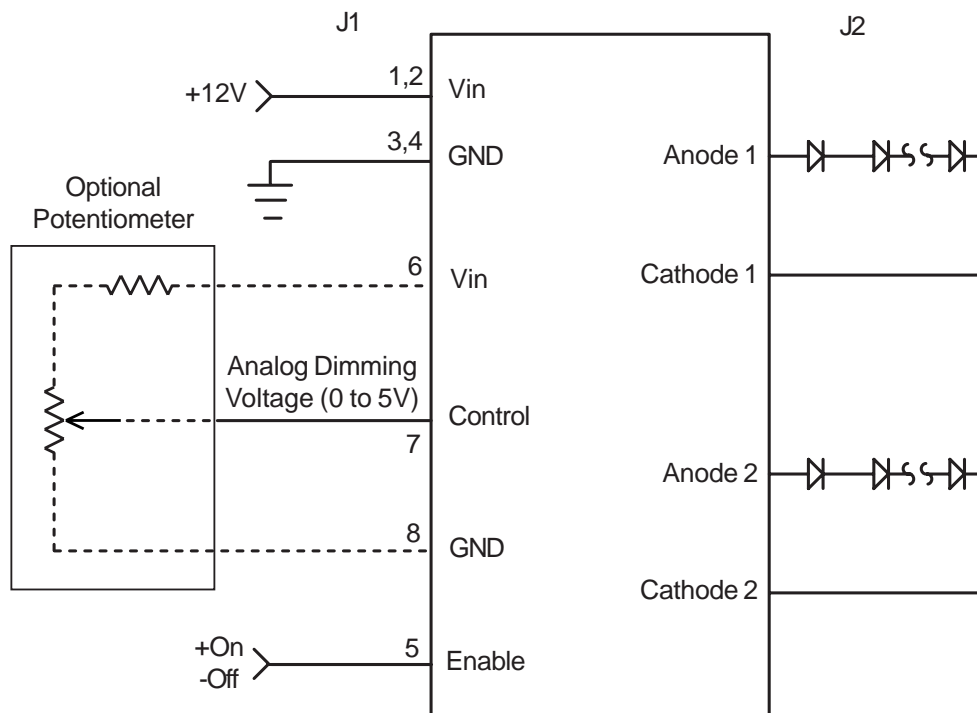 J1
J2
+12V
1,2
Vin
3,4
GND
Anode 1
Optional
Potentiometer
Cathode 1
6
Vin
Analog Dimming
Voltage (0 to 5V)
Control
7
Anode 2
8
GND
Cathode 2
+On
-Off
5
Enable